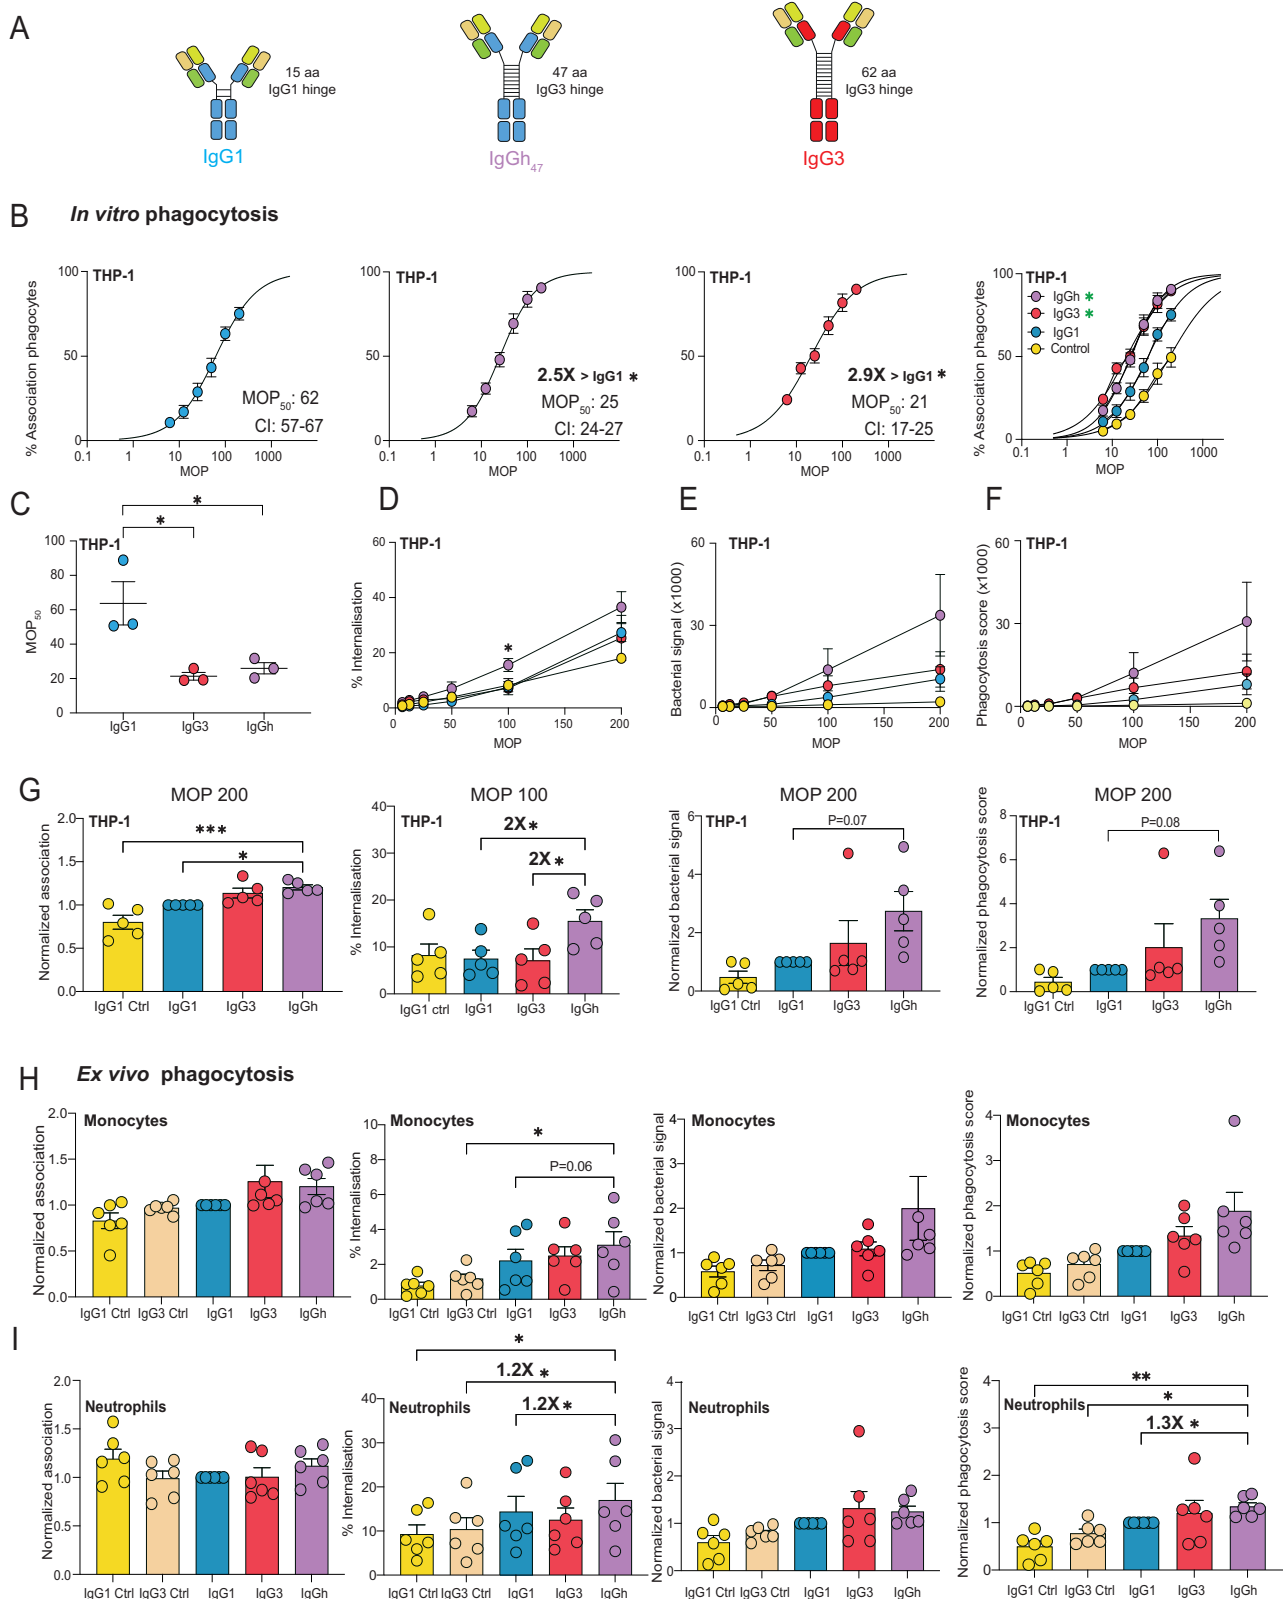 A
15 aa
IgG1 hinge
IgG1
47 aa
IgG3 hinge
IgGh47
62 aa
IgG3 hinge
IgG3
B
In vitro phagocytosis
% Association phagocytes
100
50
0
THP-1
MOP50: 62
CI: 57-67
0.1 1 10 100 1000
MOP
100
50
0
THP-1
2.5X > IgG1 *
MOP50: 25
CI: 24-27
0.1 1 10 100 1000
MOP
100
50
0
THP-1
2.9X > IgG1 *
MOP50: 21
CI: 17-25
0.1 1 10 100 1000
MOP
% Association phagocytes
100
50
0
THP-1
IgGh *
IgG3 *
IgG1
Control
0.1 1 10 100 1000
MOP
C
*
*
THP-1
MOP50
100
80
60
40
20
0
IgG1 IgG3 IgGh
D
THP-1
% Internalisation
60
40
20
0
*
0 50 100 150 200
MOP
E
THP-1
Bacterial signal (x1000)
60
30
0
0 50 100 150 200
MOP
F
THP-1
Phagocytosis score (x1000)
60
30
0
0 50 100 150 200
MOP
G
MOP 200
THP-1
Normalized association
2.0
1.5
1.0
0.5
0.0
***
*
IgG1 Ctrl IgG1 IgG3 IgGh
MOP 100
THP-1
% Internalisation
40
30
20
10
0
2X *
2X *
IgG1 ctrl IgG1 IgG3 IgGh
MOP 200
THP-1
Normalized bacterial signal
6
4
2
0
P=0.07
IgG1 Ctrl IgG1 IgG3 IgGh
MOP 200
THP-1
Normalized phagocytosis score
8
6
4
2
0
P=0.08
IgG1 Ctrl IgG1 IgG3 IgGh
H
Ex vivo phagocytosis
Monocytes
Normalized association
2.0
1.5
1.0
0.5
0.0
IgG1 Ctrl IgG3 Ctrl IgG1 IgG3 IgGh
Monocytes
% Internalisation
10
8
6
4
2
0
*
P=0.06
IgG1 Ctrl IgG3 Ctrl IgG1 IgG3 IgGh
Monocytes
Normalized bacterial signal
4
3
2
1
0
IgG1 Ctrl IgG3 Ctrl IgG1 IgG3 IgGh
Monocytes
Normalized phagocytosis score
4
3
2
1
0
IgG1 Ctrl IgG3 Ctrl IgG1 IgG3 IgGh
I
Neutrophils
Normalized association
2.0
1.5
1.0
0.5
0.0
IgG1 Ctrl IgG3 Ctrl IgG1 IgG3 IgGh
*
1.2X *
1.2X *
Neutrophils
% Internalisation
40
30
20
10
0
IgG1 Ctrl IgG3 Ctrl IgG1 IgG3 IgGh
Neutrophils
Normalized bacterial signal
4
3
2
1
0
IgG1 Ctrl IgG3 Ctrl IgG1 IgG3 IgGh
Neutrophils
Normalized phagocytosis score
4
3
2
1
0
**
*
1.3X *
IgG1 Ctrl IgG3 Ctrl IgG1 IgG3 IgGh